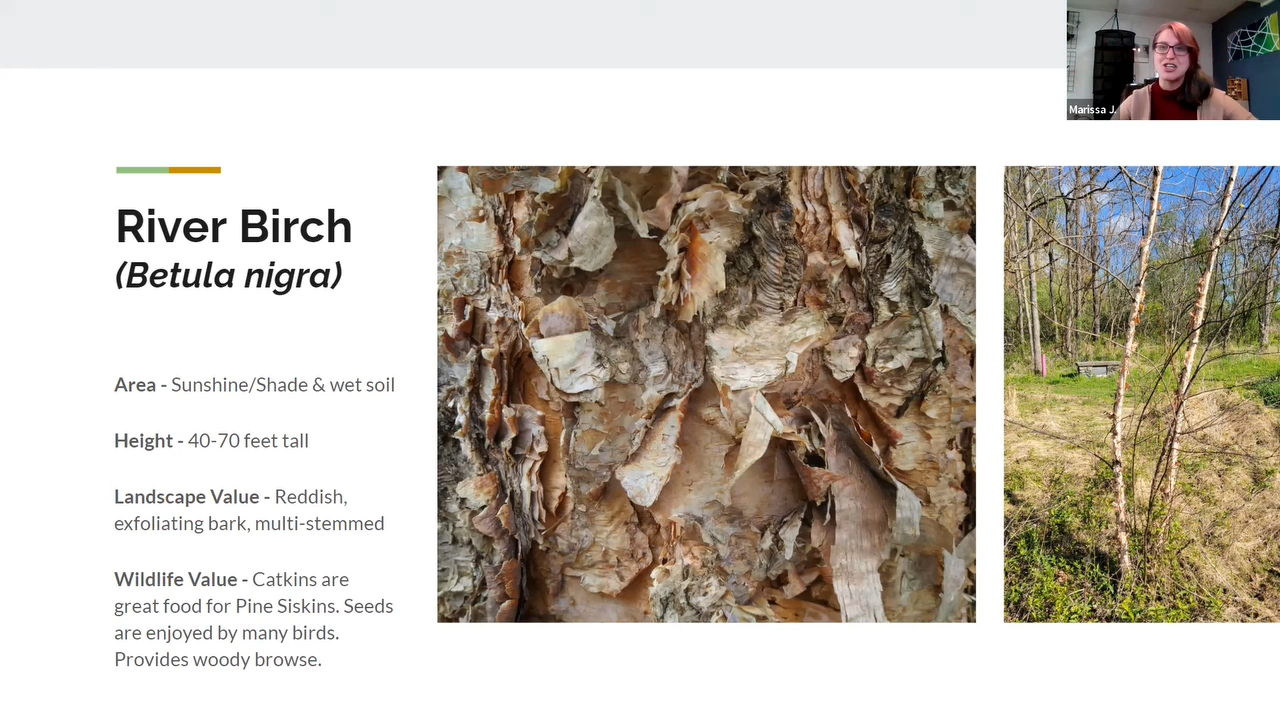 Marissa J.
River Birch
(Betula nigra)
Area - Sunshine/Shade & wet soil
Height - 40-70 feet tall
Landscape Value - Reddish,
exfoliating bark, multi-stemmed
Wildlife Value - Catkins are
great food for Pine Siskins. Seeds
are enjoyed by many birds.
Provides woody browse.